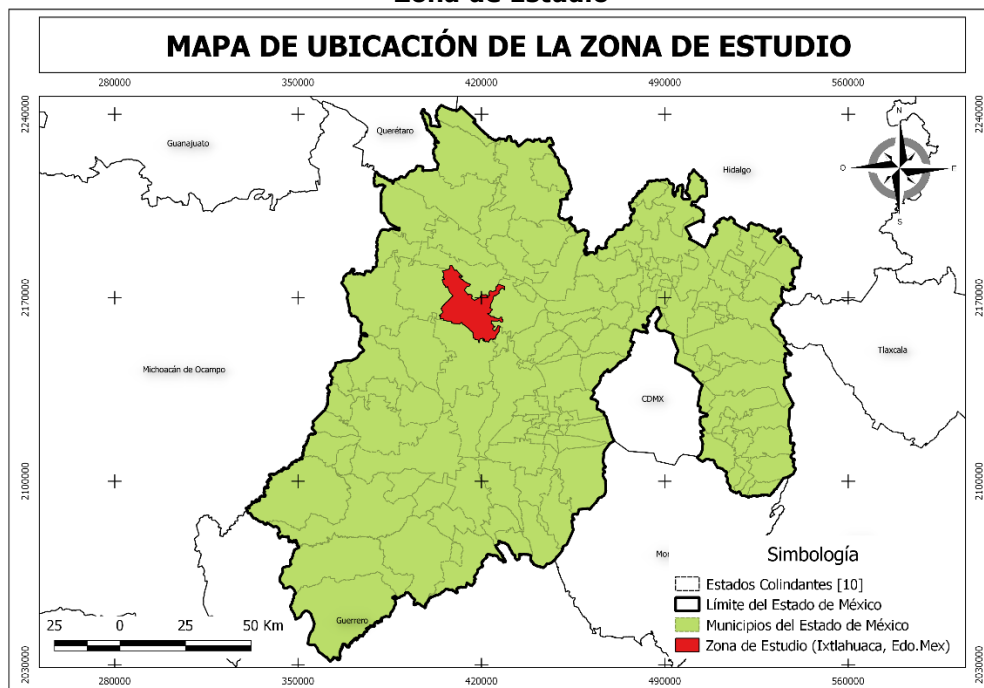 Zona de Estudio
MAPA DE UBICACIÓN DE LA ZONA DE ESTUDIO
280000 350000 420000 490000 560000
2240000 2240000
Guanajuato
Querétaro
Hidalgo
N
O E
S
2170000 2170000
Michoacán de Ocampo
CDMX
Tlaxcala
2100000 2100000
Simbología
Estados Colindantes [10]
Límite del Estado de México
Municipios del Estado de México
Zona de Estudio (Ixtlahuaca, Edo.Mex)
Guerrero
25 0 25 50 Km
2030000 2030000
280000 350000 420000 490000 560000